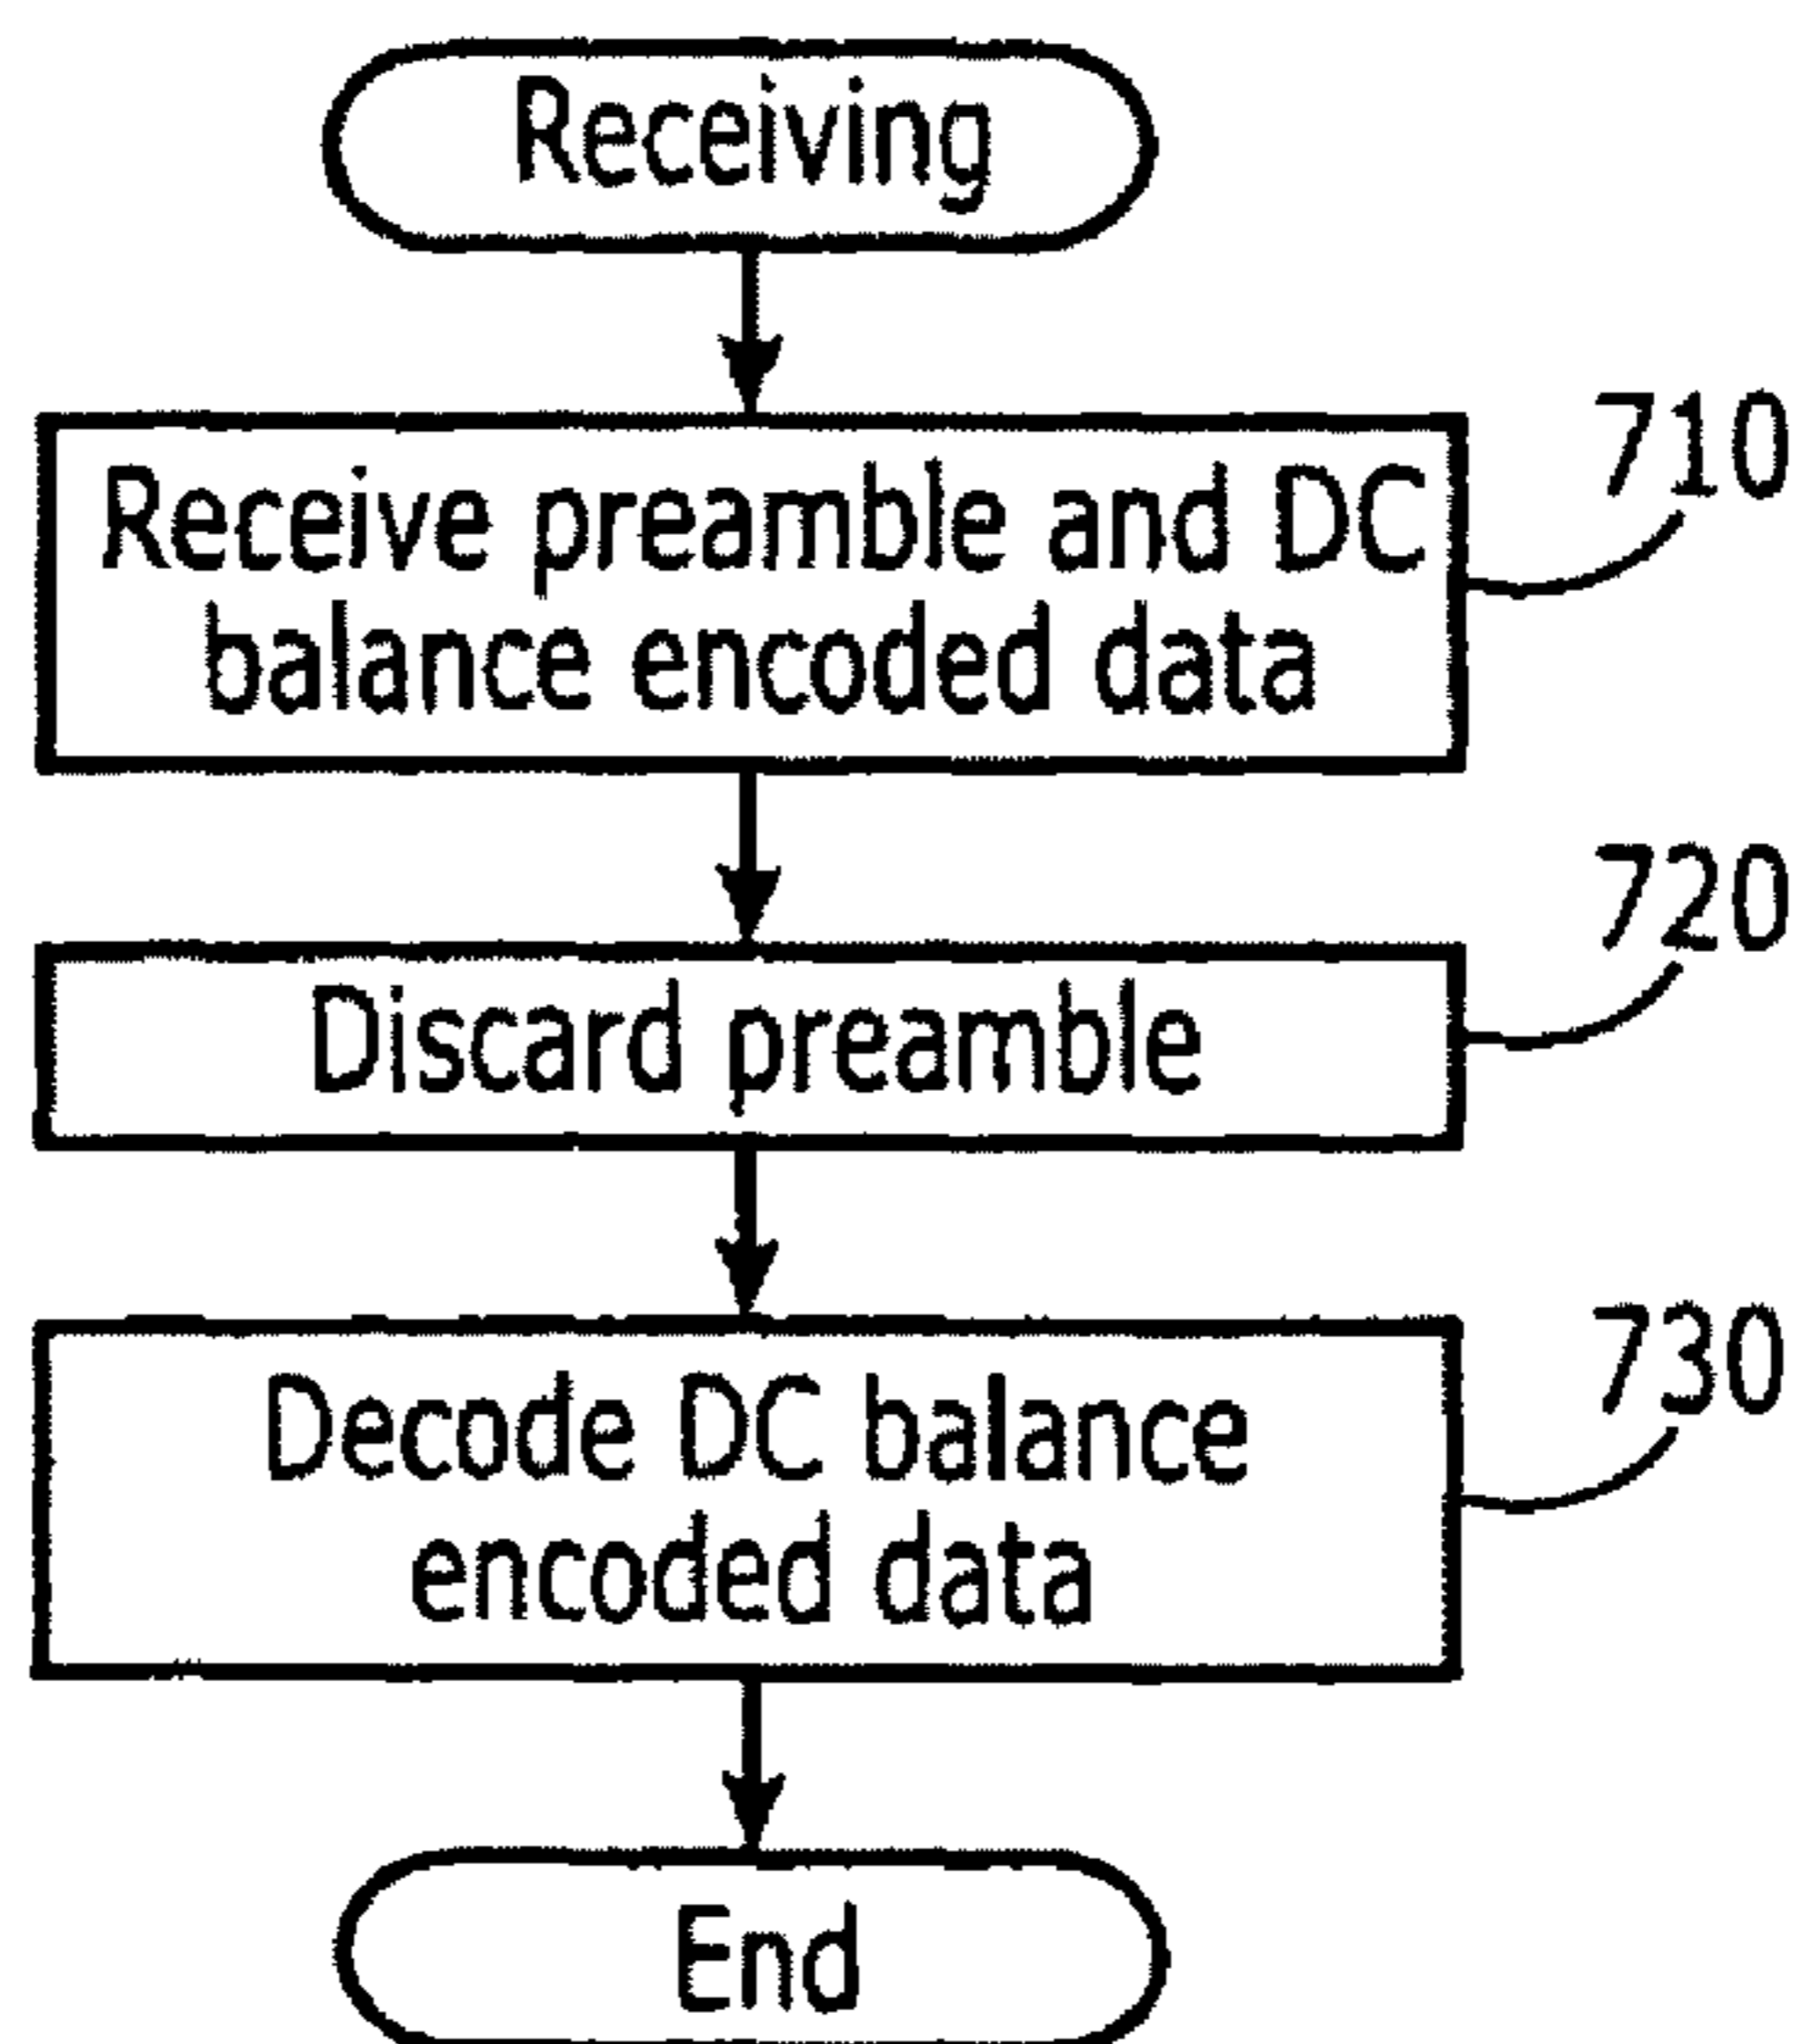 Receiving
710
Receive preamble and DC
balance encoded data
720
Discard preamble
730
Decode DC balance
encoded data
End